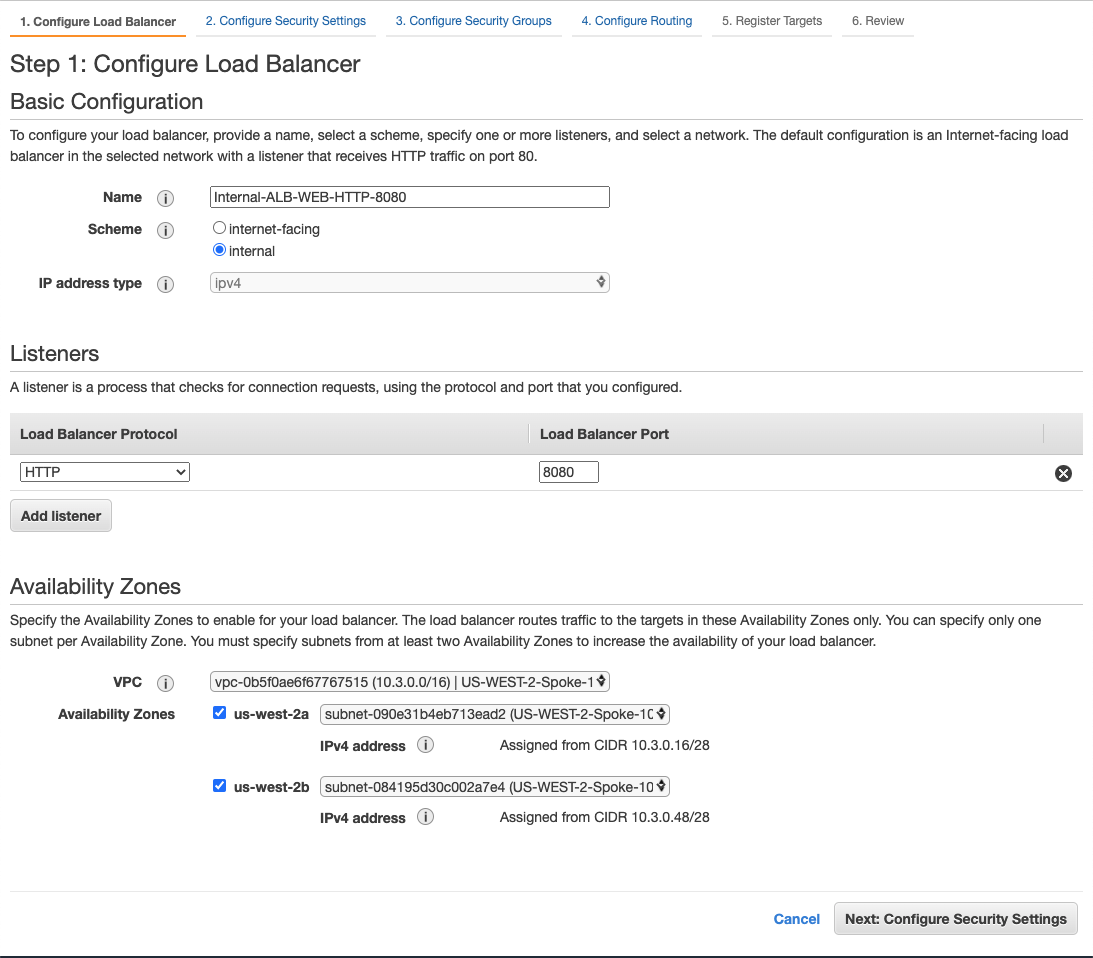 1. Configure Load Balancer 2. Configure Security Settings 3. Configure Security Groups 4. Configure Routing 5. Register Targets 6. Review
Step 1: Configure Load Balancer
Basic Configuration
To configure your load balancer, provide a name, select a scheme, specify one or more listeners, and select a network. The default configuration is an Internet-facing load
balancer in the selected network with a listener that receives HTTP traffic on port 80.
Name i Internal-ALB-WEB-HTTP-8080
Scheme i internet-facing
internal
IP address type i ipv4
Listeners
A listener is a process that checks for connection requests, using the protocol and port that you configured.
Load Balancer Protocol Load Balancer Port
HTTP 8080
Add listener
Availability Zones
Specify the Availability Zones to enable for your load balancer. The load balancer routes traffic to the targets in these Availability Zones only. You can specify only one
subnet per Availability Zone. You must specify subnets from at least two Availability Zones to increase the availability of your load balancer.
VPC i vpc-0b5f0ae6f67767515 (10.3.0.0/16) | US-WEST-2-Spoke-1
Availability Zones us-west-2a subnet-090e31b4eb713ead2 (US-WEST-2-Spoke-10
IPv4 address i Assigned from CIDR 10.3.0.16/28
us-west-2b subnet-084195d30c002a7e4 (US-WEST-2-Spoke-10
IPv4 address i Assigned from CIDR 10.3.0.48/28
Cancel Next: Configure Security Settings